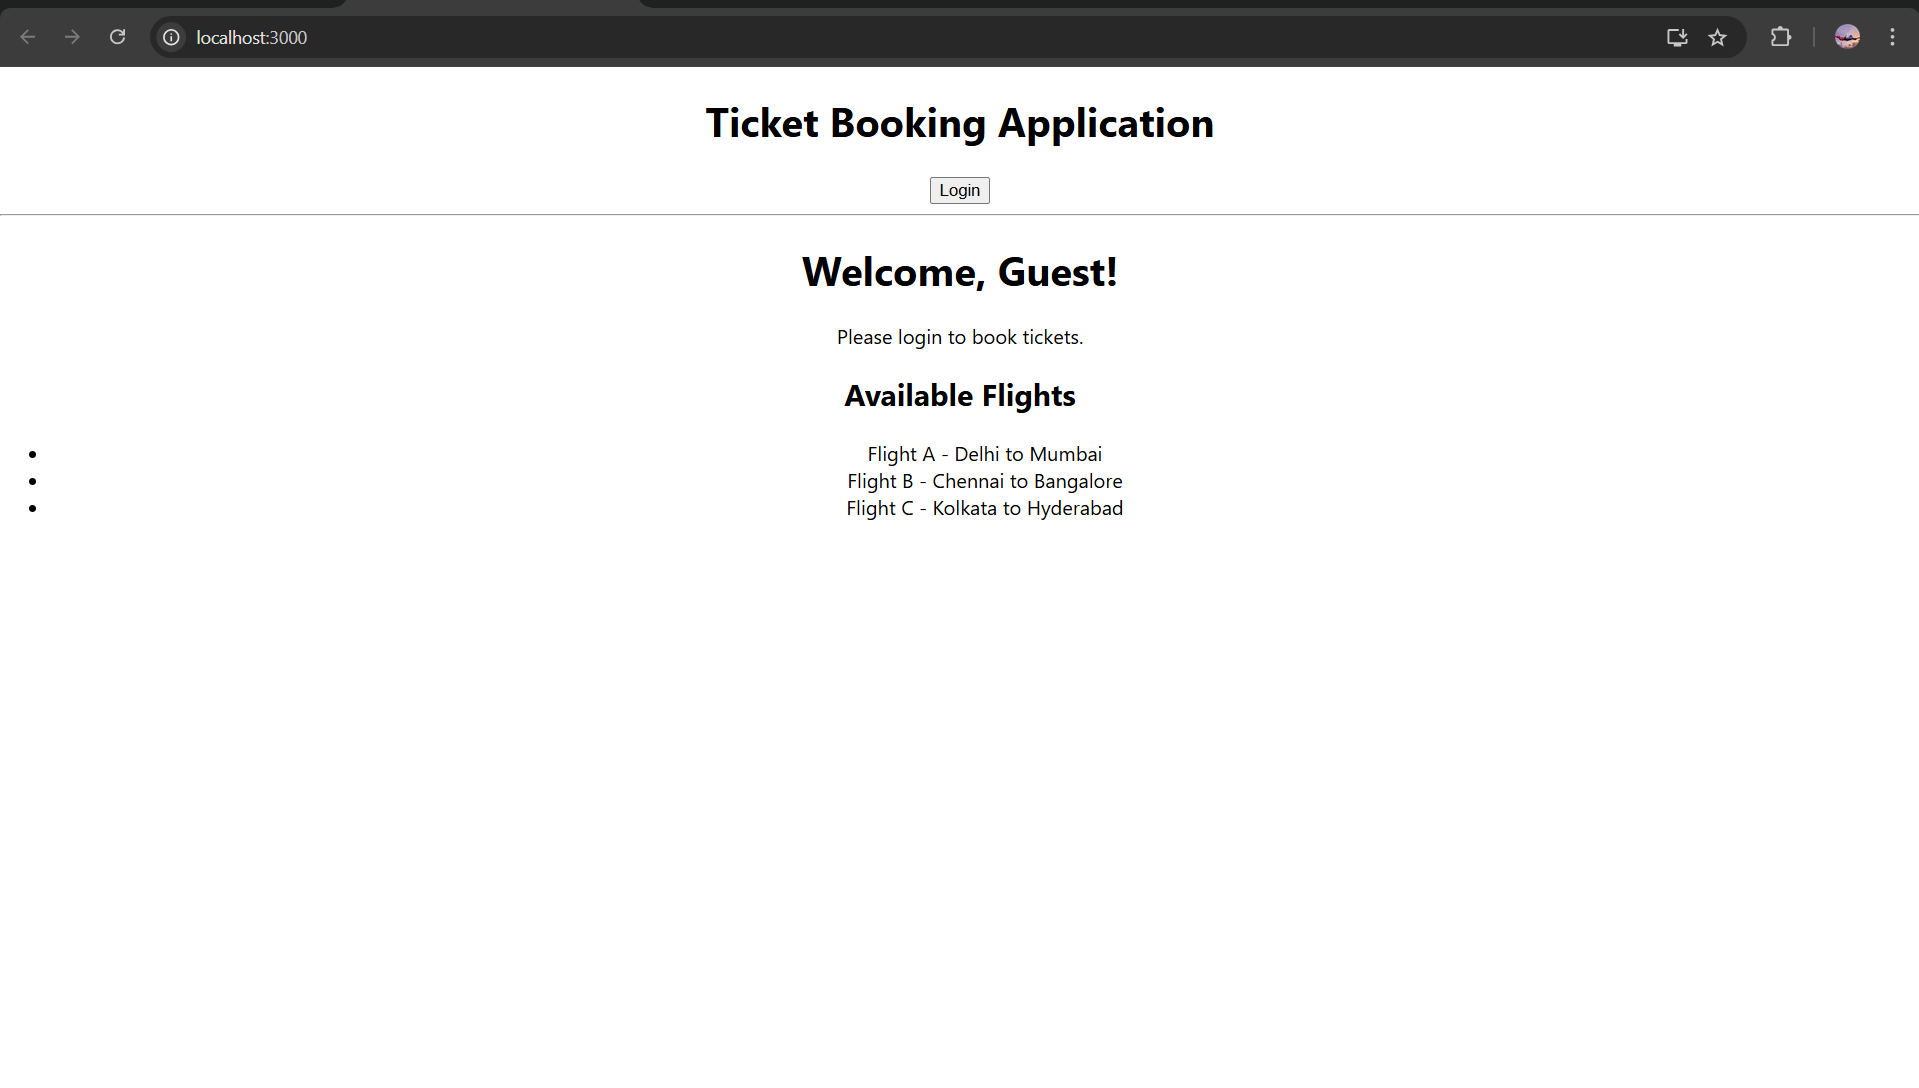 localhost:3000
Ticket Booking Application
Login
Welcome, Guest!
Please login to book tickets.
Available Flights
• Flight A - Delhi to Mumbai
• Flight B - Chennai to Bangalore
• Flight C - Kolkata to Hyderabad